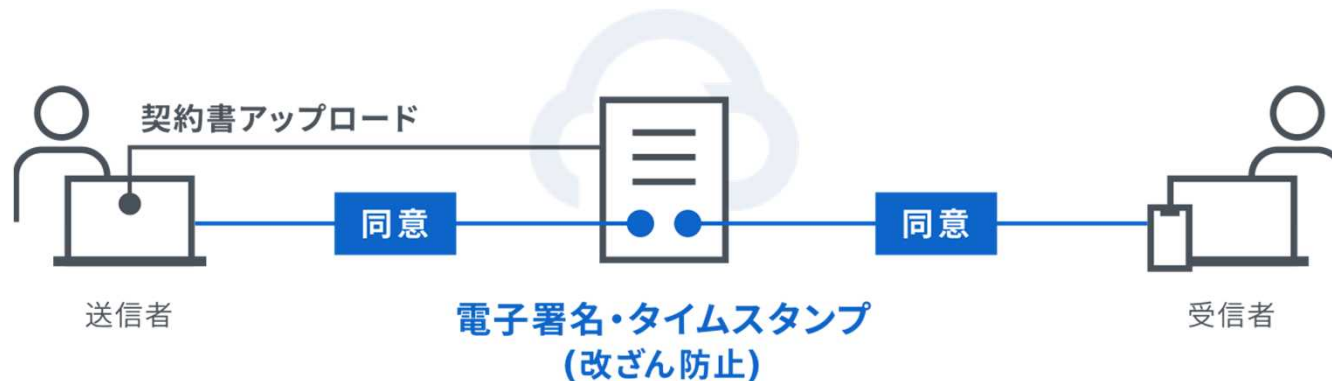 契約書アップロード
同意
同意
送信者
電子署名・タイムスタンプ
(改ざん防止)
受信者